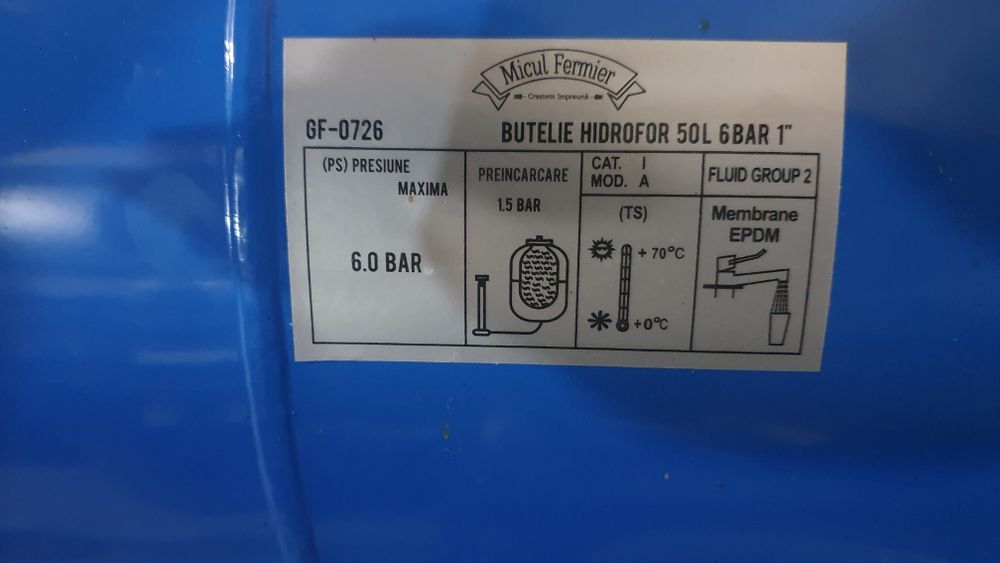 Micul Fermier
Creștem Împreună
GF-0726
BUTELIE HIDROFOR 50L 6BAR 1"
(PS) PRESIUNE
MAXIMA
6.0 BAR
PREINCARCARE
1.5 BAR
CAT. I
MOD. A
(TS)
+ 70°C
+0°C
FLUID GROUP 2
Membrane
EPDM